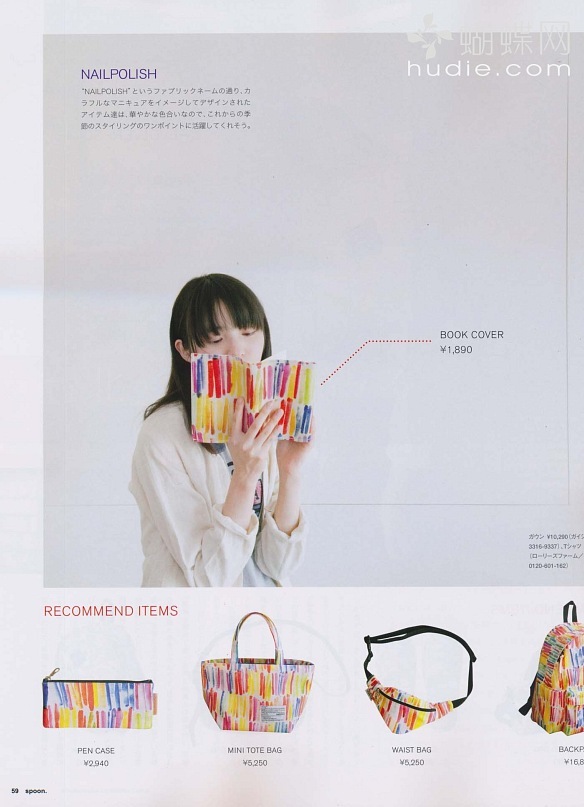 蝴蝶网
hudie.com
NAILPOLISH
"NAILPOLISH"というファブリックネームの通り、カ
ラフルなマニキュアをイメージしてデザインされた
アイテム達は、華やかな色合いなので、これからの季
節のスタイリングのワンポイントに活躍してくれそう。
BOOK COVER
¥1,890
ガウン ¥10,290(ガイシ
3316-9337)、Tシャツ
(ローリーズファーム/
0120-601-162)
RECOMMEND ITEMS
PEN CASE
¥2,940
MINI TOTE BAG
¥5,250
WAIST BAG
¥5,250
BACKPA
¥16,8
59 spoon.